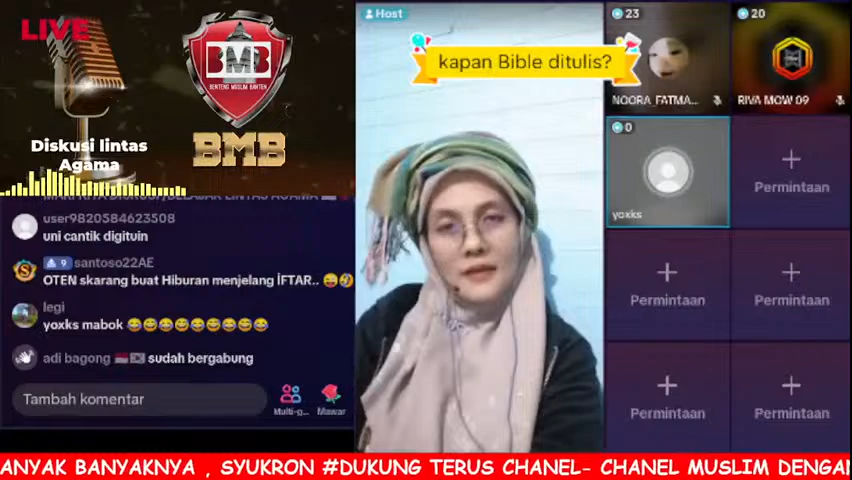 LIVE
BMB
BENTENG MUSLIM BANTEN
BMB
Diskusi lintas
Agama
user9820584623508
uni cantik digituin
9 santoso22AE
OTEN skarang buat Hiburan menjelang İFTAR.. 😜🤣
legi
yoxks mabok 😂😂😂😂😂😂😂😂😂
adi bagong 🇮🇩🇰🇷 sudah bergabung
Tambah komentar
Multi-g...
Mawar
Host
kapan Bible ditulis?
23
NOORA_FATMA...
20
RIVA MOW 09
0
yoxks
Permintaan
Permintaan
Permintaan
Permintaan
Permintaan
ANYAK BANYAKNYA , SYUKRON #DUKUNG TERUS CHANEL- CHANEL MUSLIM DENGAN